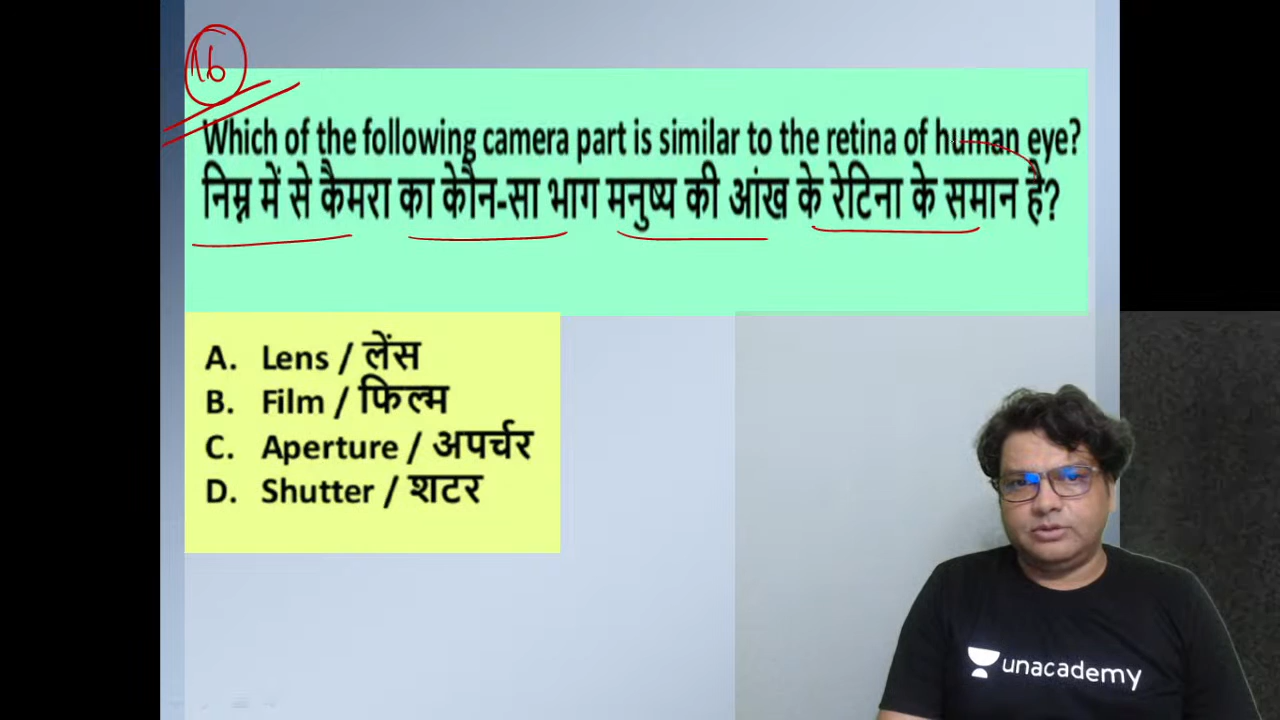 16
Which of the following camera part is similar to the retina of human eye?
निम्न में से कैमरा का कौन-सा भाग मनुष्य की आंख के रेटिना के समान है?
A. Lens / लेंस
B. Film / फिल्म
C. Aperture / अपर्चर
D. Shutter / शटर
unacademy